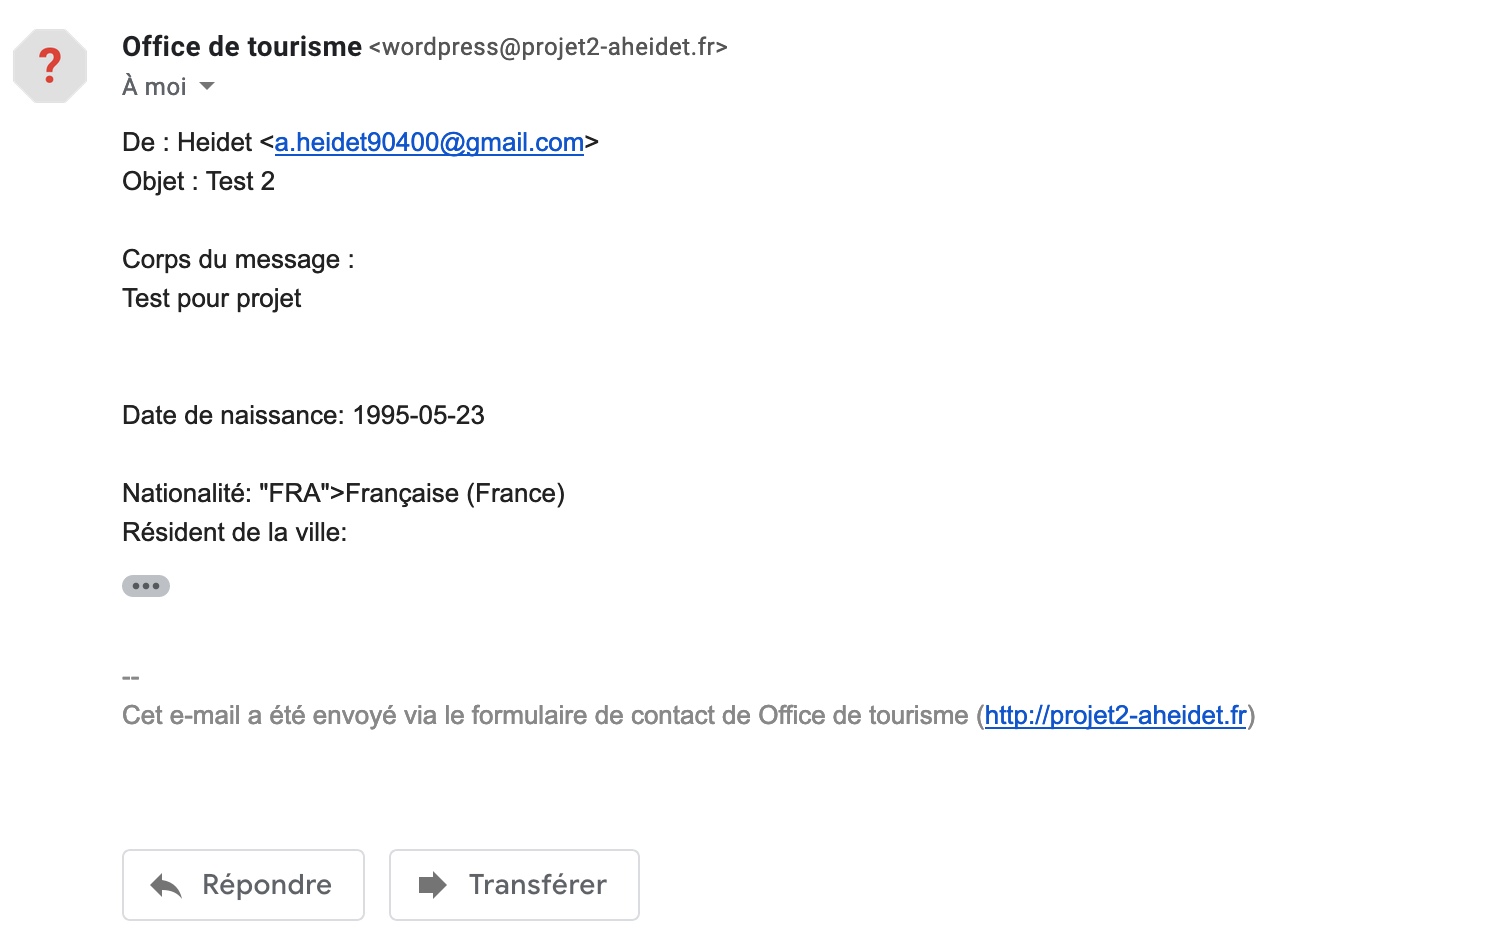 ?
Office de tourisme <wordpress@projet2-aheidet.fr>
À moi
De : Heidet <a.heidet90400@gmail.com>
Objet : Test 2
Corps du message :
Test pour projet
Date de naissance: 1995-05-23
Nationalité: "FRA">Française (France)
Résident de la ville:
--
Cet e-mail a été envoyé via le formulaire de contact de Office de tourisme (http://projet2-aheidet.fr)
Répondre
Transférer